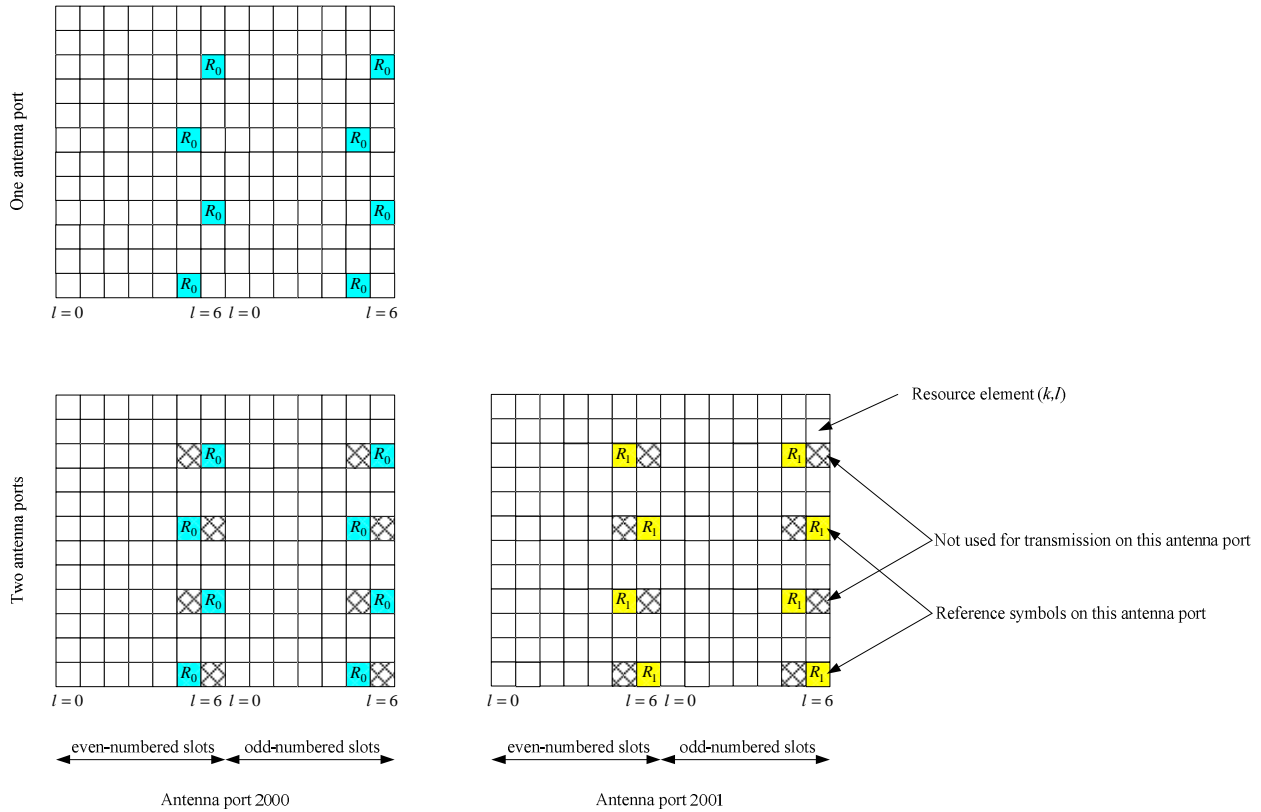 One antenna port
R0 R0
R0 R0
R0 R0
R0 R0
l = 0 l = 6 l = 0 l = 6
Two antenna ports
Resource element (k,l)
R0 R0 R1 R1
R0 R0 R1 R1
Not used for transmission on this antenna port
R0 R0 R1 R1
Reference symbols on this antenna port
R0 R0 R1 R1
l = 0 l = 6 l = 0 l = 6 l = 0 l = 6 l = 0 l = 6
even-numbered slots odd-numbered slots even-numbered slots odd-numbered slots
Antenna port 2000 Antenna port 2001